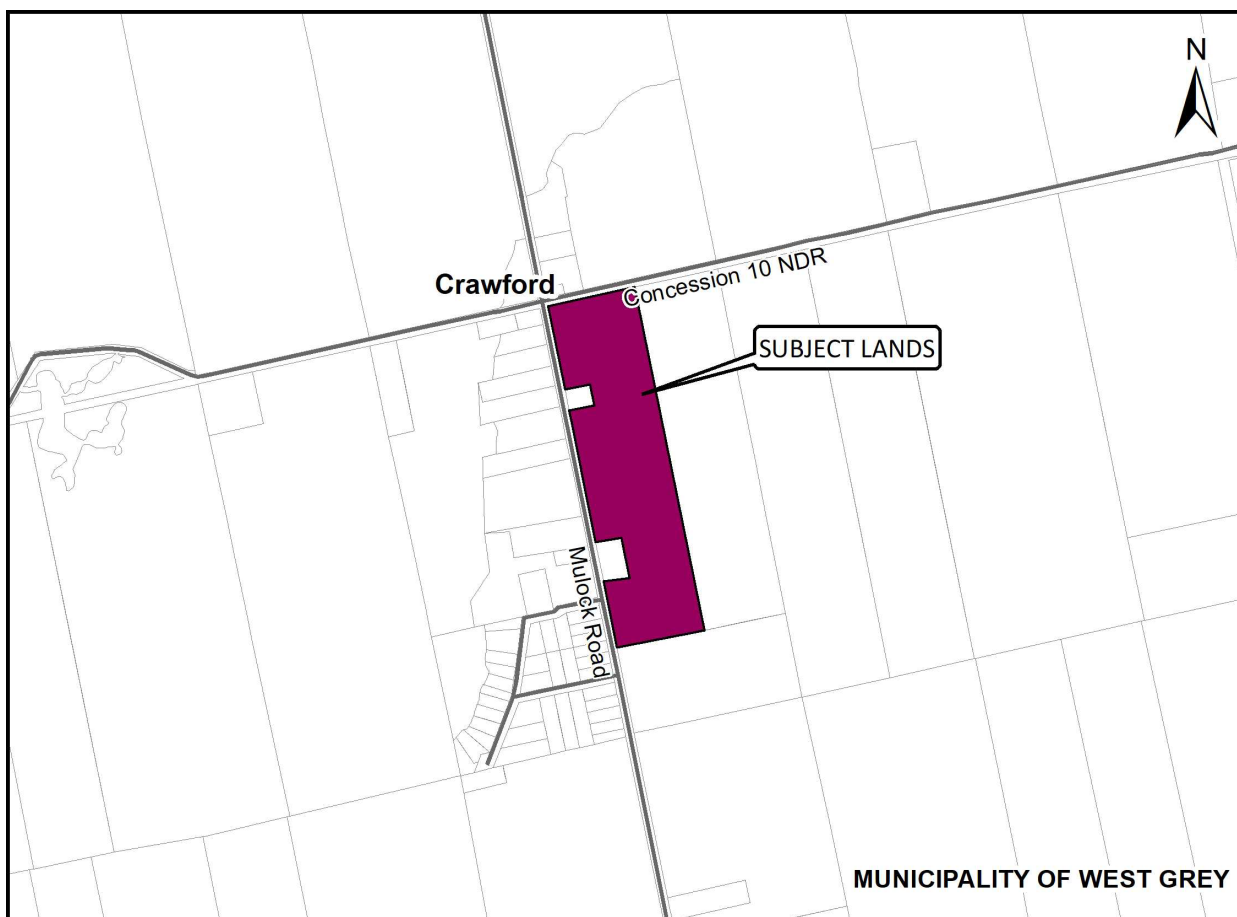 N
Concession 10 NDR
Crawford
SUBJECT LANDS
Mulock Road
MUNICIPALITY OF WEST GREY